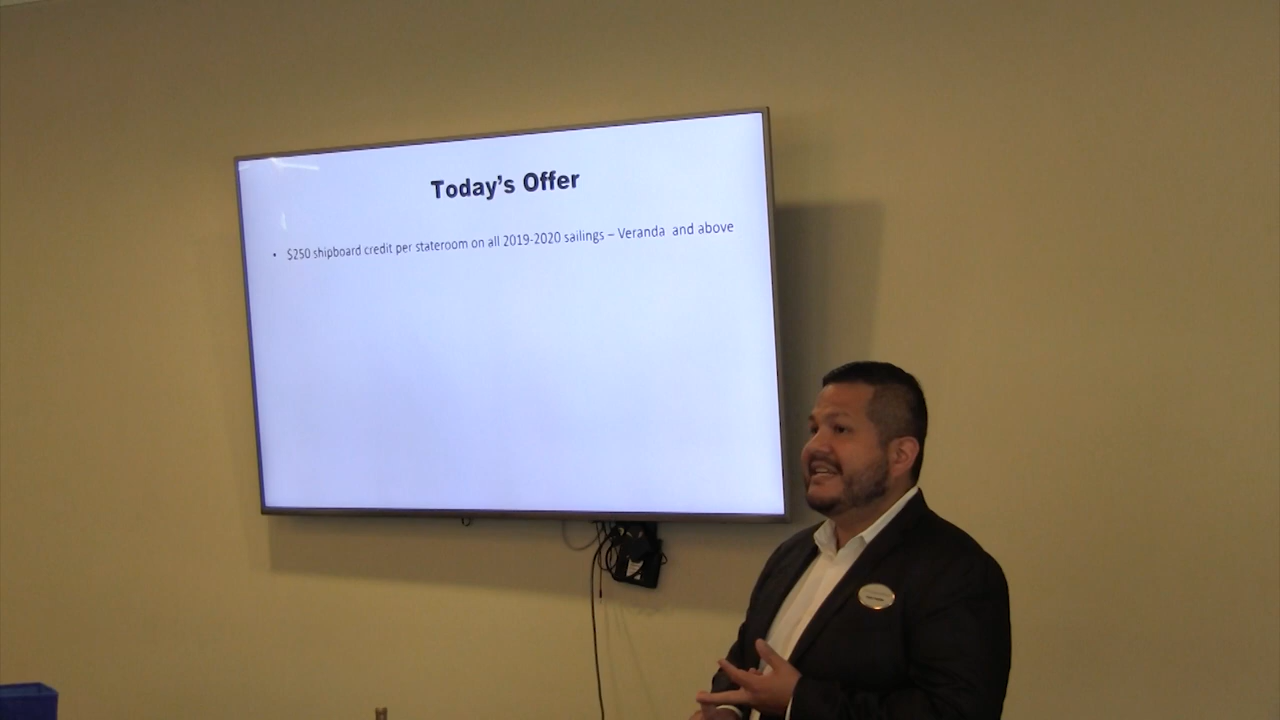 Today's Offer
• $250 shipboard credit per stateroom on all 2019-2020 sailings – Veranda and above